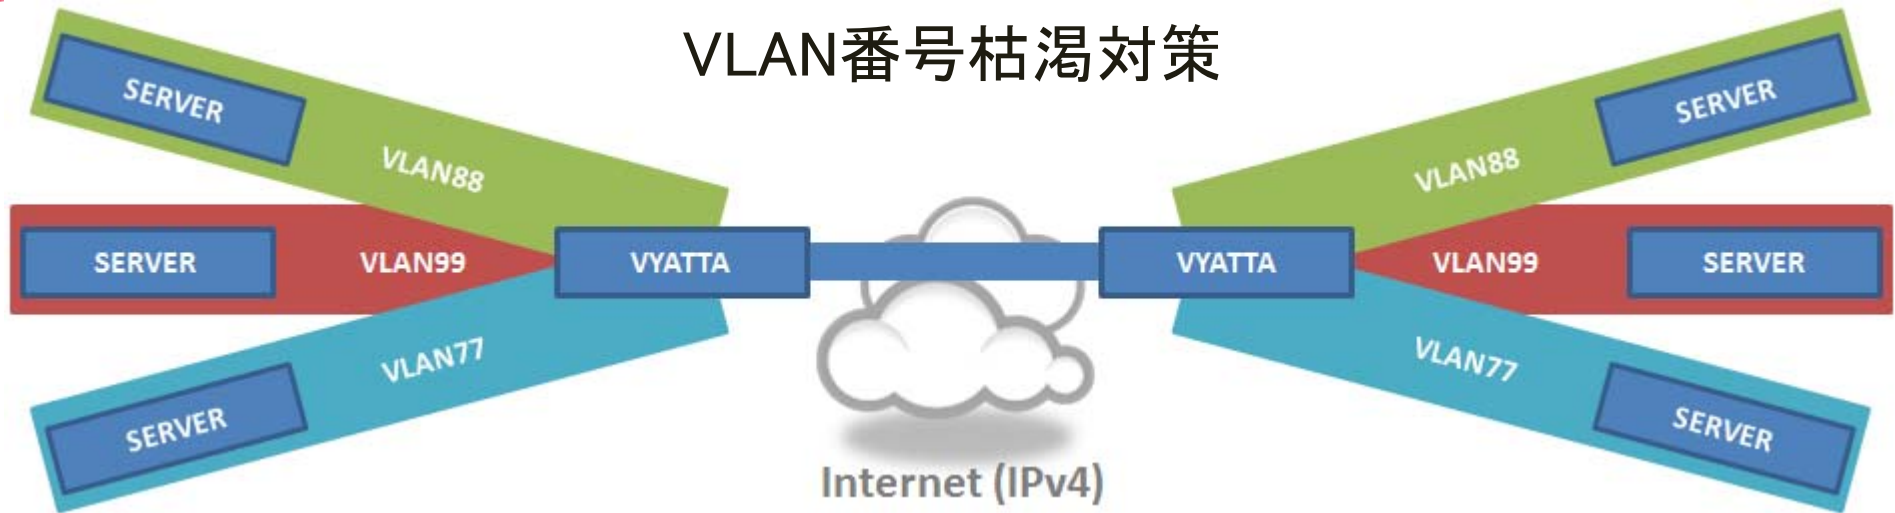 VLAN番号枯渇対策
SERVER
SERVER
VLAN88
VLAN88
SERVER
VLAN99
VYATTA
VYATTA
VLAN99
SERVER
VLAN77
VLAN77
SERVER
SERVER
Internet (IPv4)